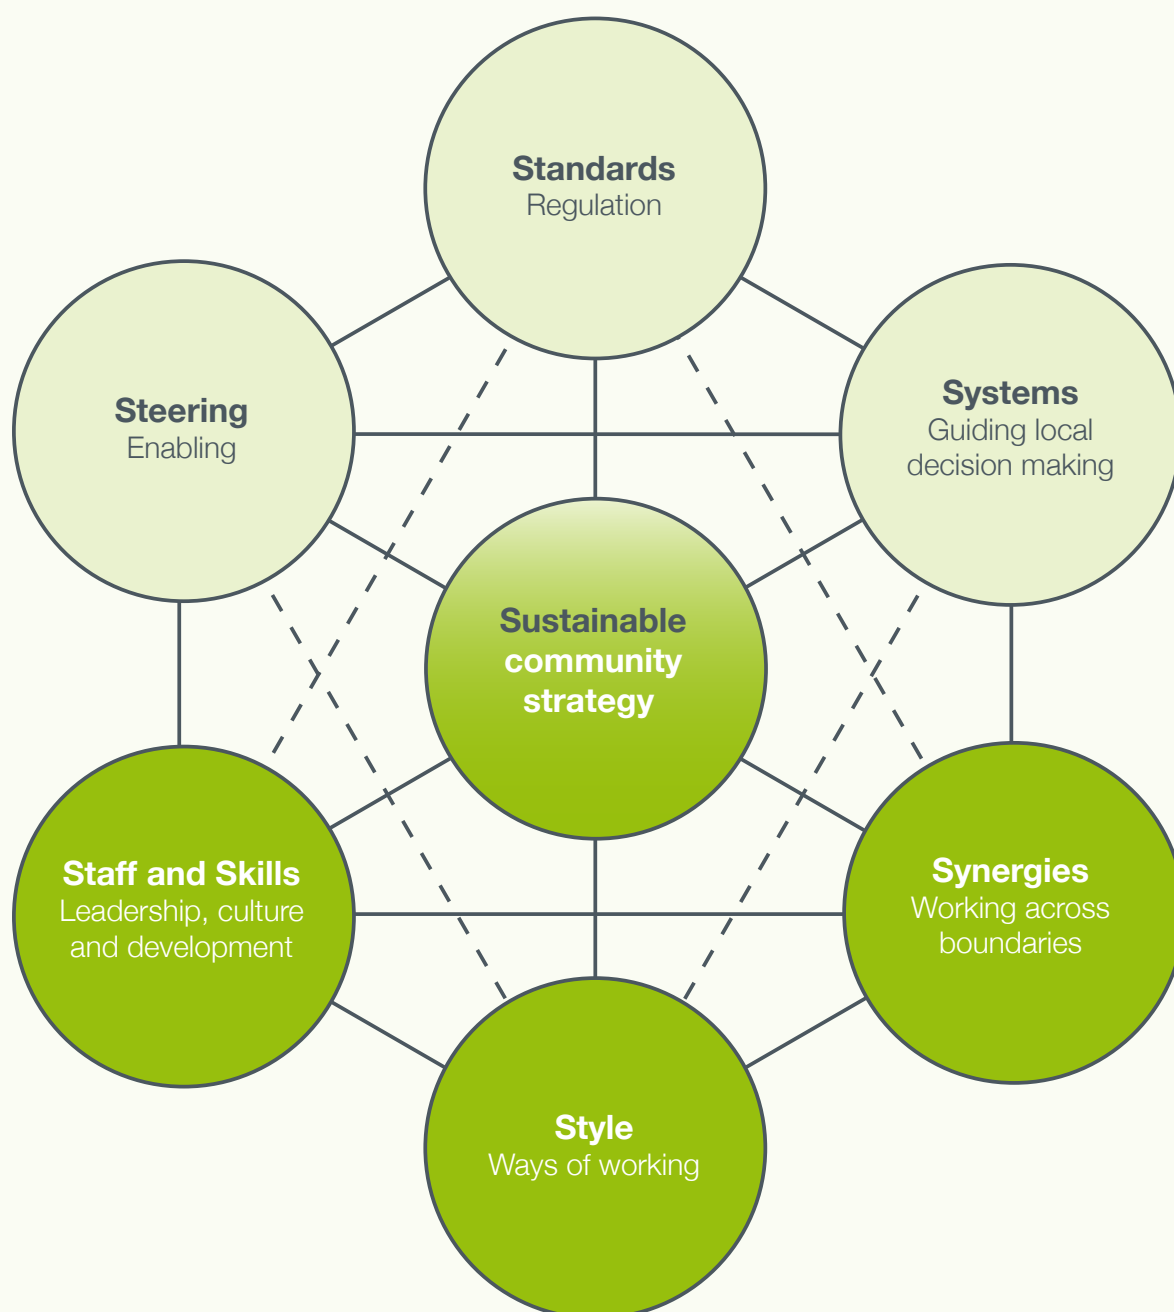 Standards
Regulation
Steering
Enabling
Systems
Guiding local
decision making
Sustainable
community
strategy
Staff and Skills
Leadership, culture
and development
Synergies
Working across
boundaries
Style
Ways of working